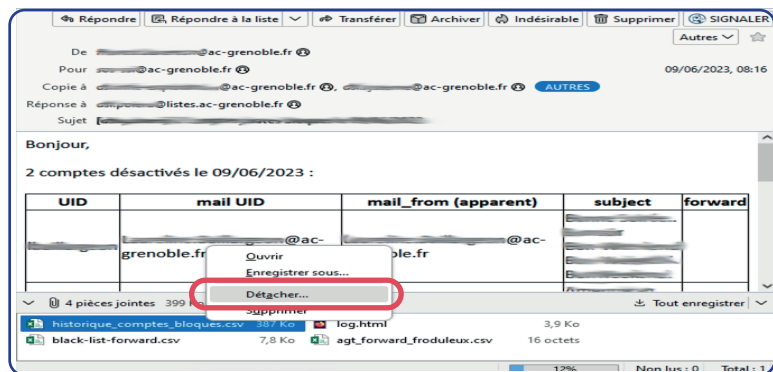 Répondre Répondre à la liste Transférer Archiver Indésirable Supprimer SIGNALER
Autres
De @ac-grenoble.fr
Pour @ac-grenoble.fr 09/06/2023, 08:16
Copie à @ac-grenoble.fr, @ac-grenoble.fr AUTRES
Réponse à @listes.ac-grenoble.fr
Sujet [
Bonjour,
2 comptes désactivés le 09/06/2023 :
UID mail UID mail_from (apparent) subject forward
@ac- @ac-
grenoble.fr ble.fr
Ouvrir
Enregistrer sous...
Détacher...
Supprimer
4 pièces jointes 399 Tout enregistrer
historique_comptes_bloques.csv 387 Ko log.html 3,9 Ko
black-list-forward.csv 7,8 Ko agt_forward_froduleux.csv 16 octets
12% Non lus : 0 Total : 1